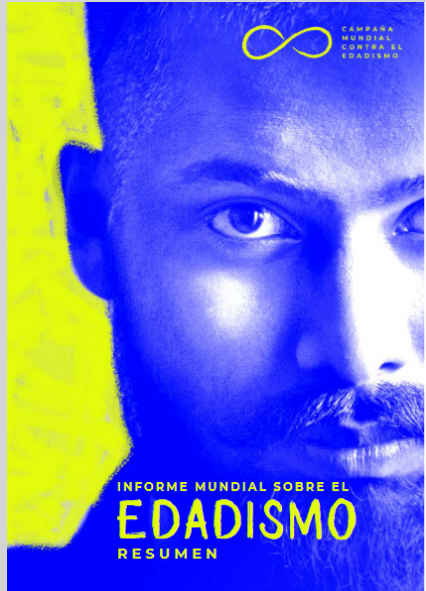 CAMPAÑA
MUNDIAL
CONTRA EL
EDADISMO
INFORME MUNDIAL SOBRE EL
EDADISMO
RESUMEN